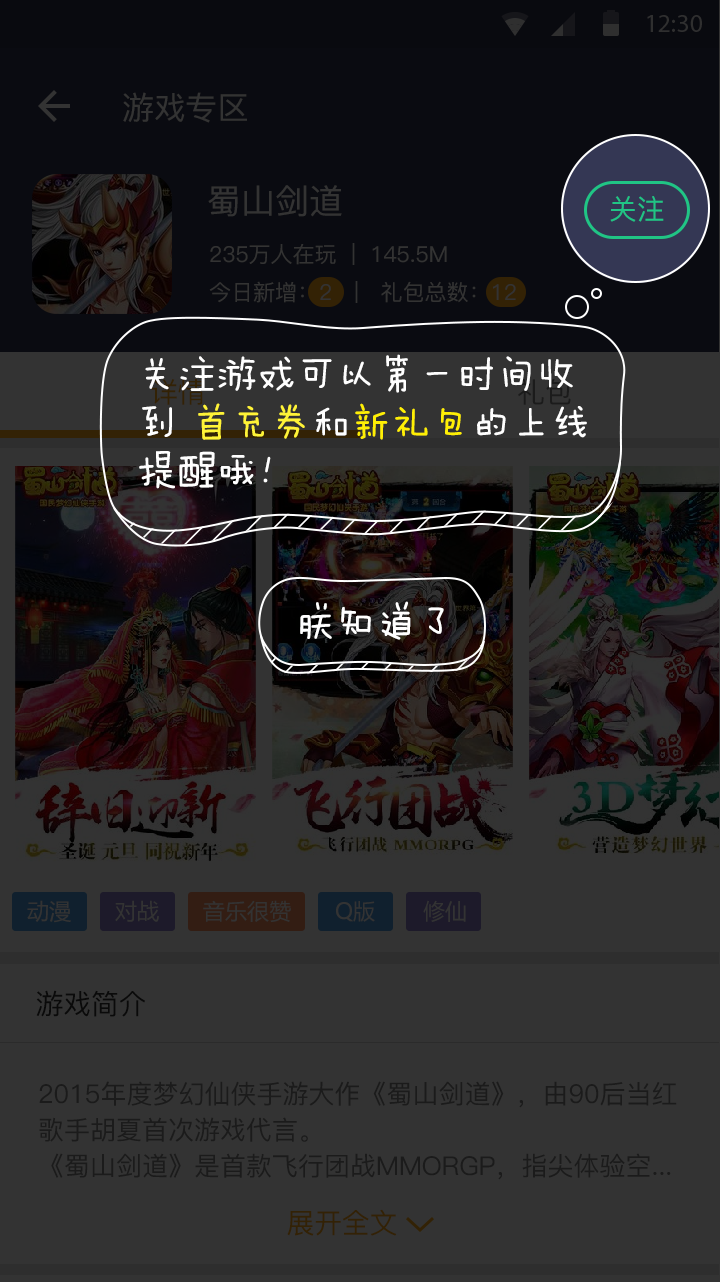 12:30
游戏专区
蜀山剑道
关注
235万人在玩 | 145.5M
今日新增: 2 | 礼包总数: 12
关注游戏可以第一时间收
到 首充券和新礼包的上线
提醒哦!
详情
礼包
朕知道了
蜀山剑道
蜀山剑道
蜀山剑道
辞旧迎新
圣诞 元旦 同祝新年
飞行团战
飞行团战 MMORPG
3D梦幻
营造梦幻世界
动漫
对战
音乐很赞
Q版
修仙
游戏简介
2015年度梦幻仙侠手游大作《蜀山剑道》，由90后当红
歌手胡夏首次游戏代言。
《蜀山剑道》是首款飞行团战MMORGP，指尖体验空...
展开全文